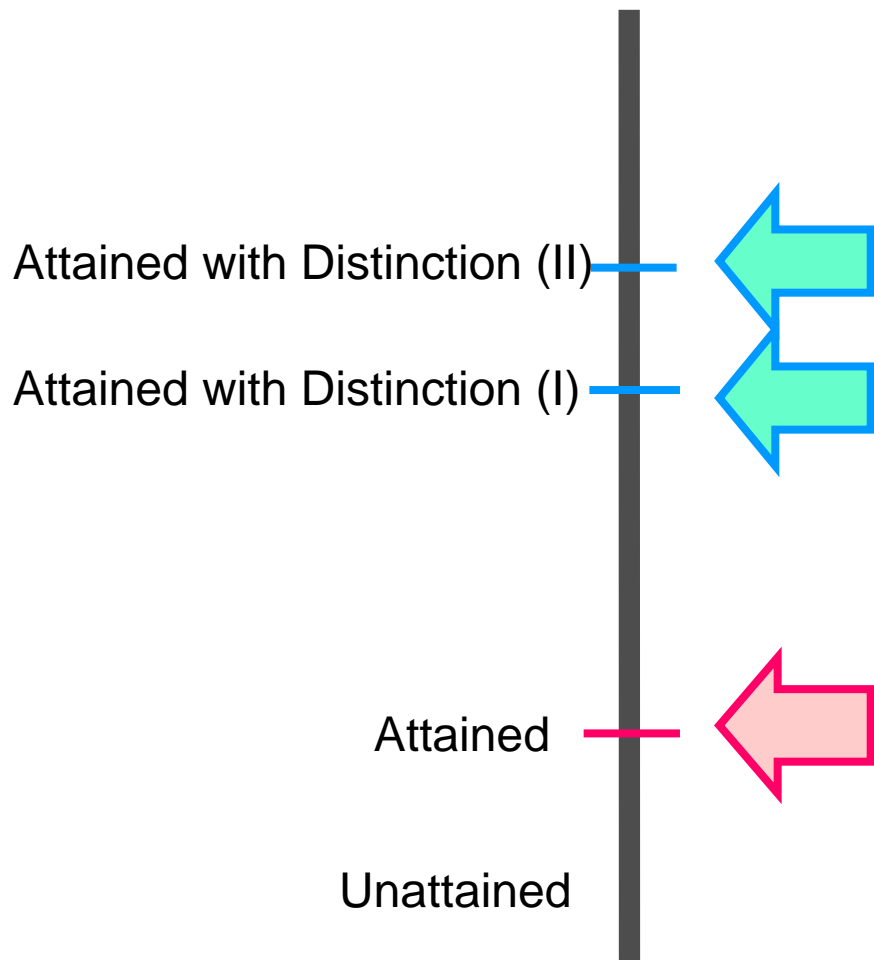 Attained with Distinction (II)
Attained with Distinction (I)
Attained
Unattained